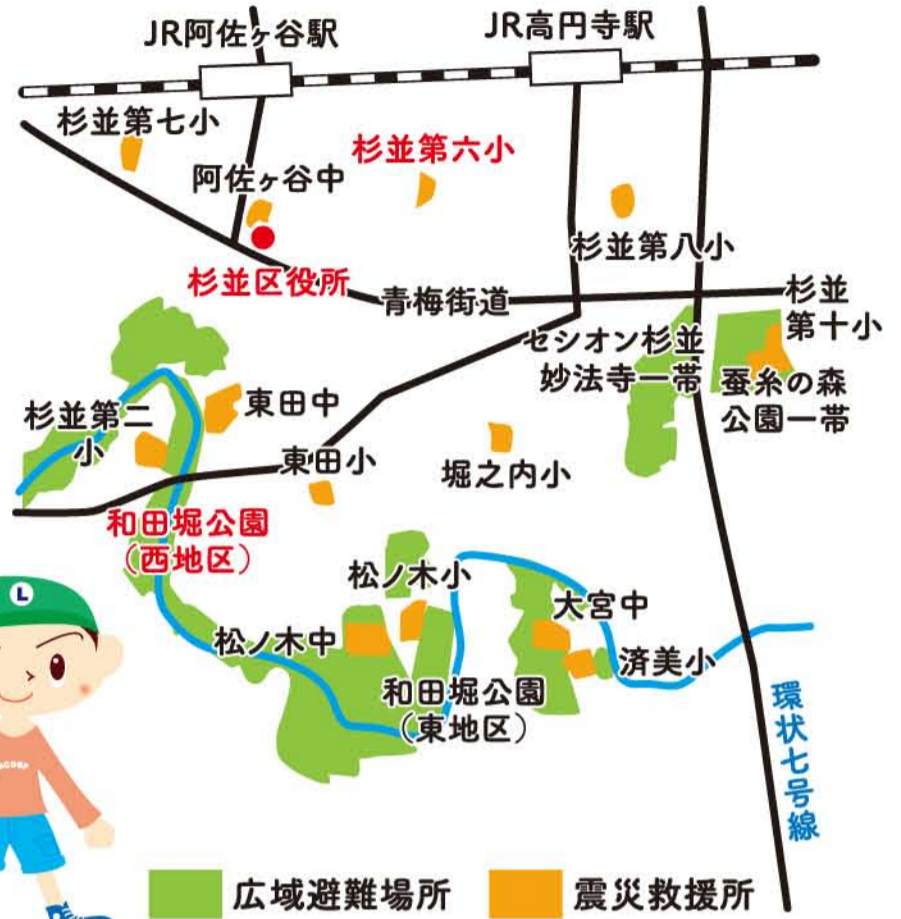 JR阿佐ヶ谷駅
JR高円寺駅
杉並第七小
杉並第六小
阿佐ヶ谷中
杉並第八小
杉並区役所
青梅街道
杉並
第十小
セシオン杉並
妙法寺一帯
蚕糸の森
公園一帯
東田中
杉並第二
小
東田小
堀之内小
和田堀公園
（西地区）
松ノ木小
大宮中
松ノ木中
済美小
和田堀公園
（東地区）
環状七号線
L
広域避難場所
震災救援所